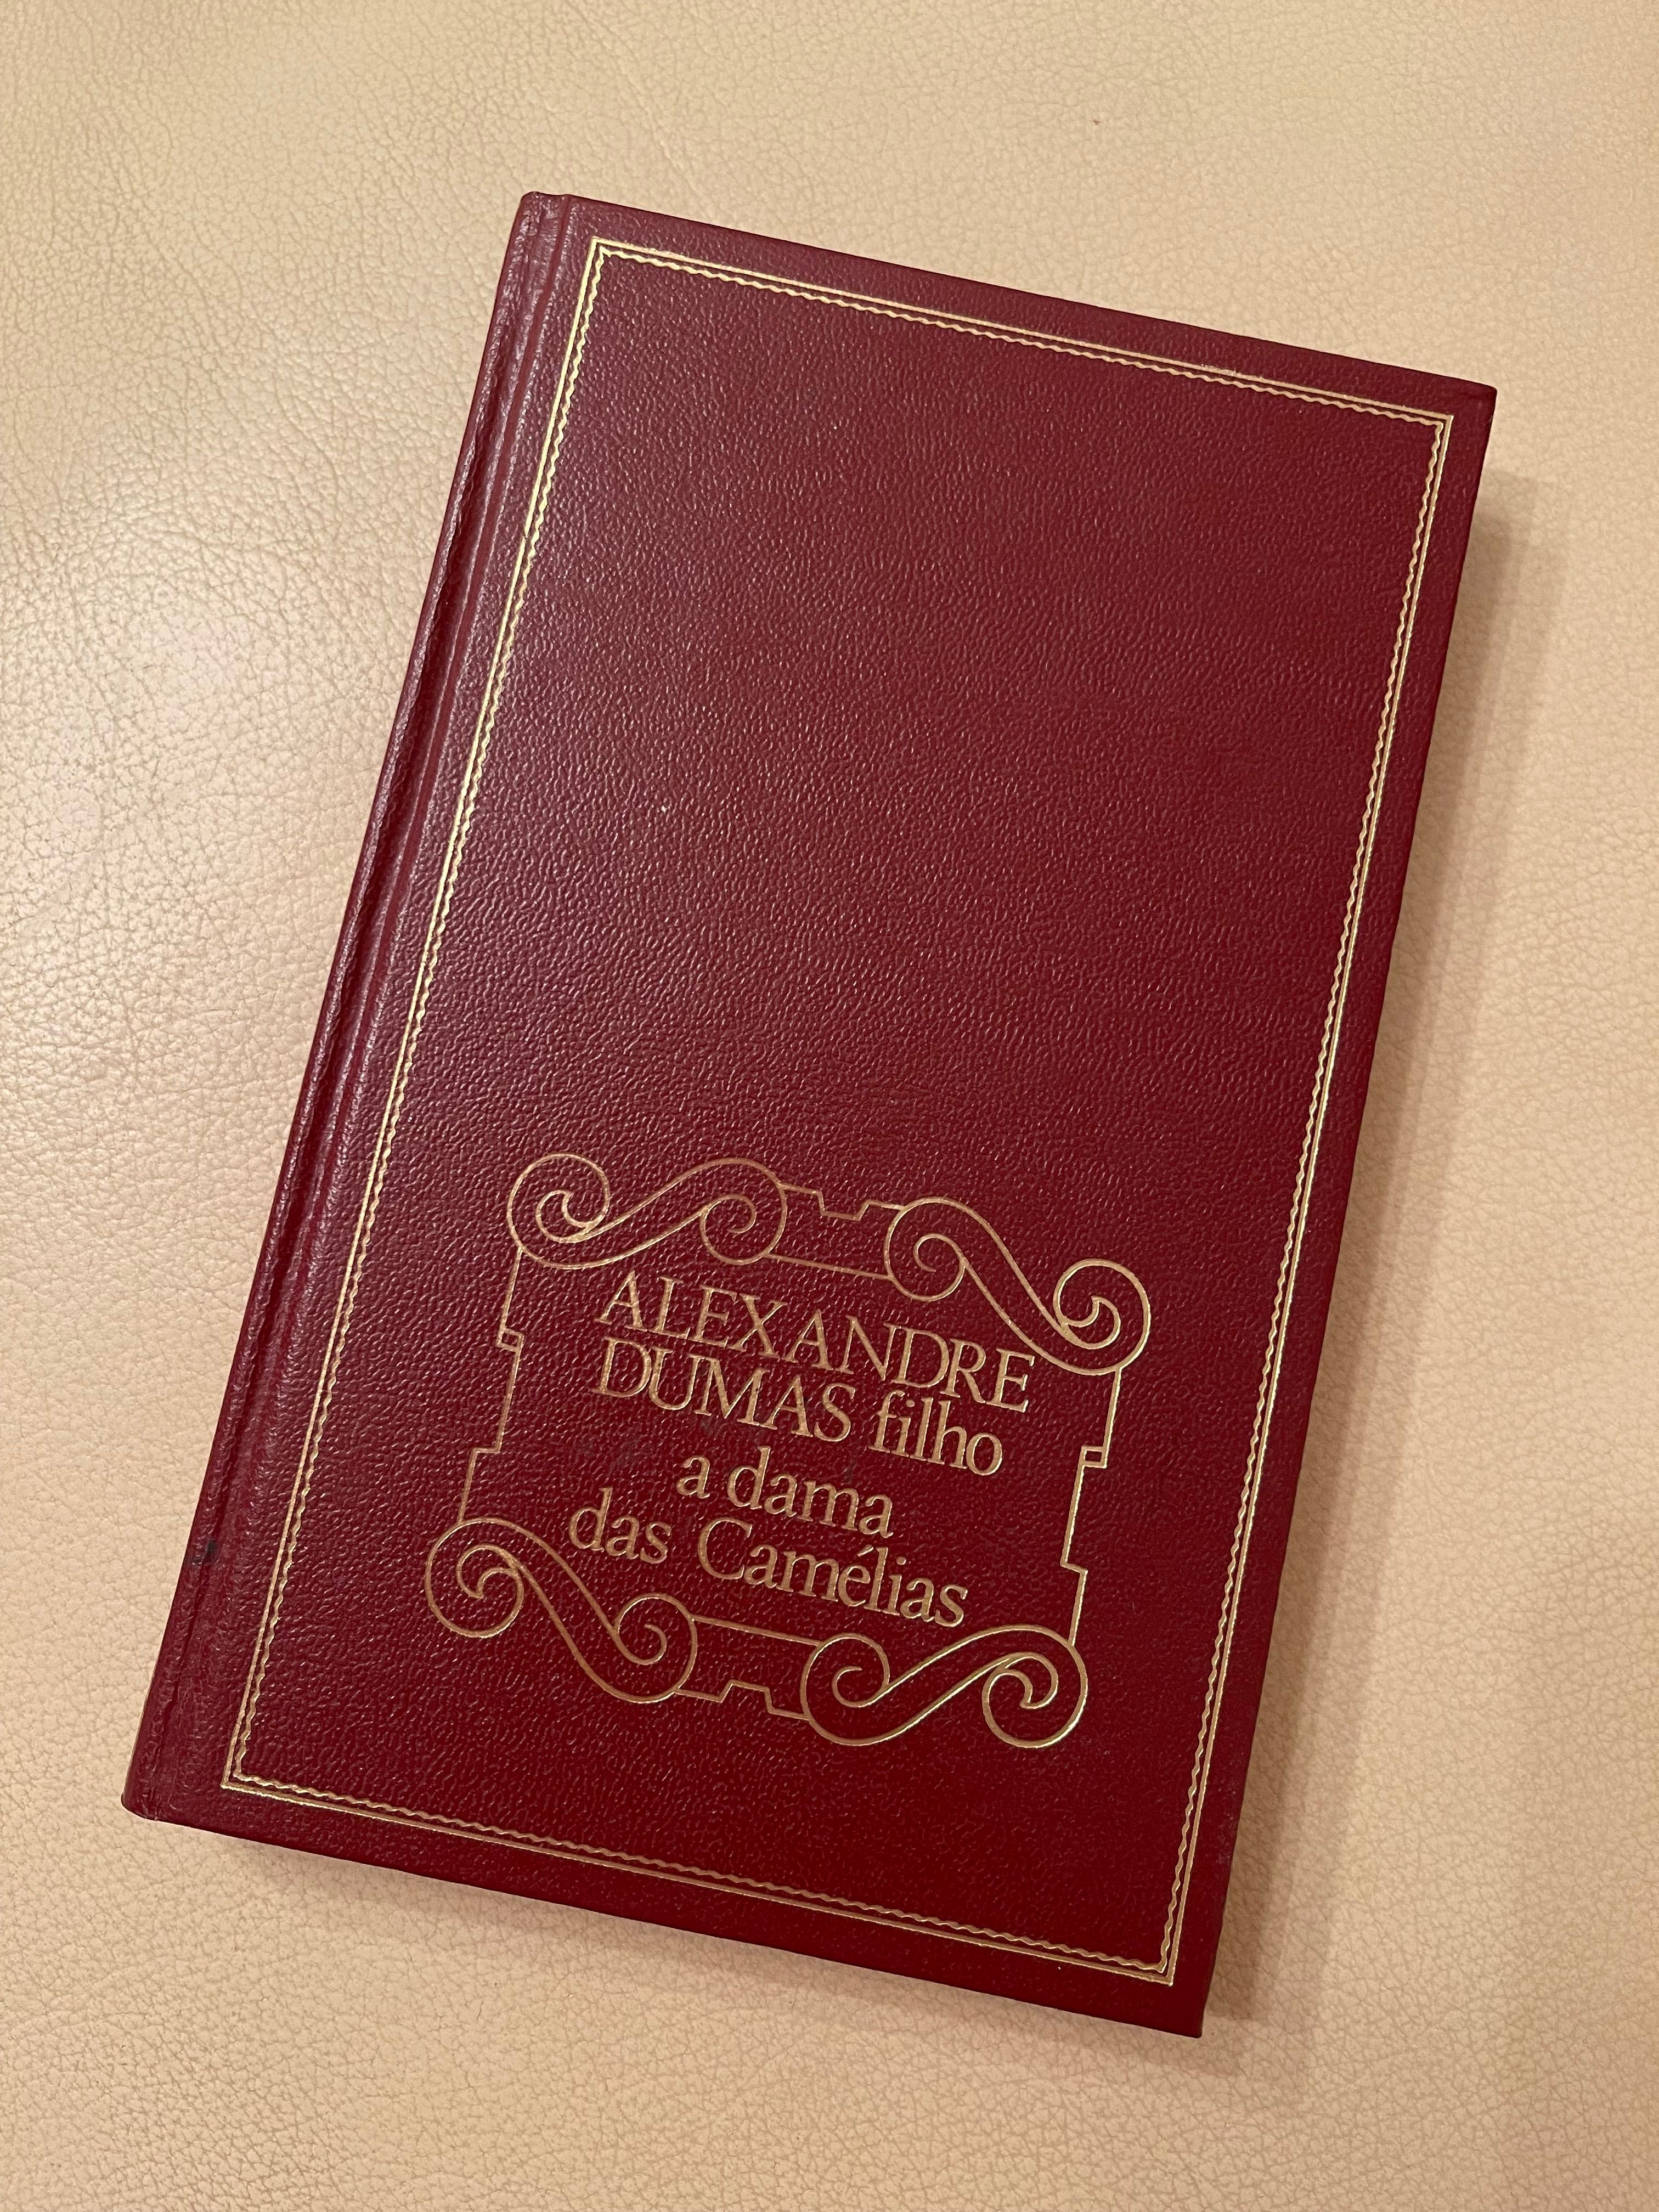 ALEXANDRE
DUMAS filho
a dama
das Camélias